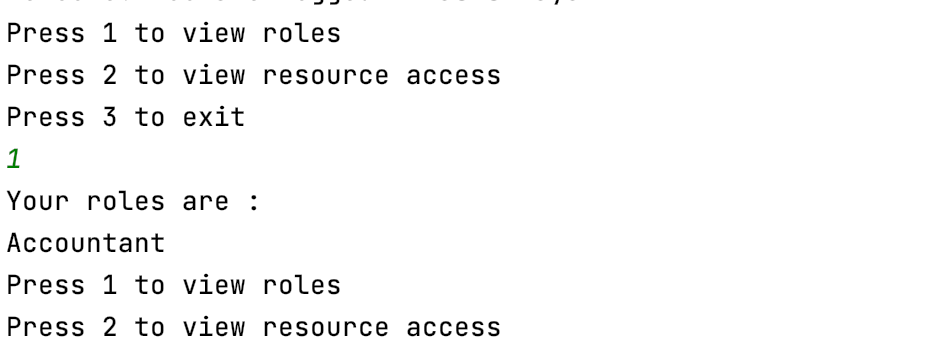 Press 1 to view roles
Press 2 to view resource access
Press 3 to exit
1
Your roles are :
Accountant
Press 1 to view roles
Press 2 to view resource access